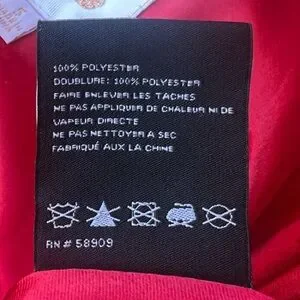 100% POLYESTER
DOUBLURE: 100% POLYESTER
FAIRE ENLEVER LES TACHES
NE PAS APPLIQUER DE CHALEUR NI DE
VAPEUR DIRECTE
NE PAS NETTOYER A SEC
FABRIQUÉ AUX LA CHINE
RN # 58909